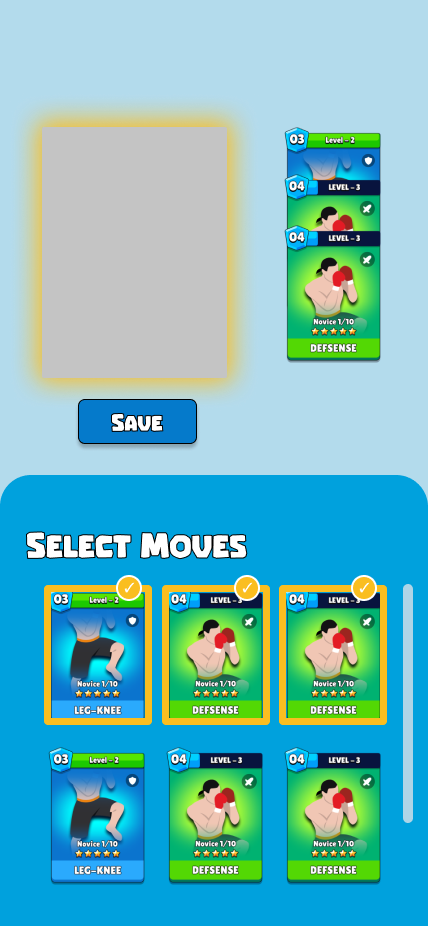 03 Level - 2
04 LEVEL - 3
04 LEVEL - 3
Novice 1/10
DEFSENSE
SAVE
SELECT MOVES
03 Level - 2 04 LEVEL - 3 04 LEVEL - 3
Novice 1/10 Novice 1/10 Novice 1/10
LEG-KNEE DEFSENSE DEFSENSE
03 Level - 2 04 LEVEL - 3 04 LEVEL - 3
Novice 1/10 Novice 1/10 Novice 1/10
LEG-KNEE DEFSENSE DEFSENSE